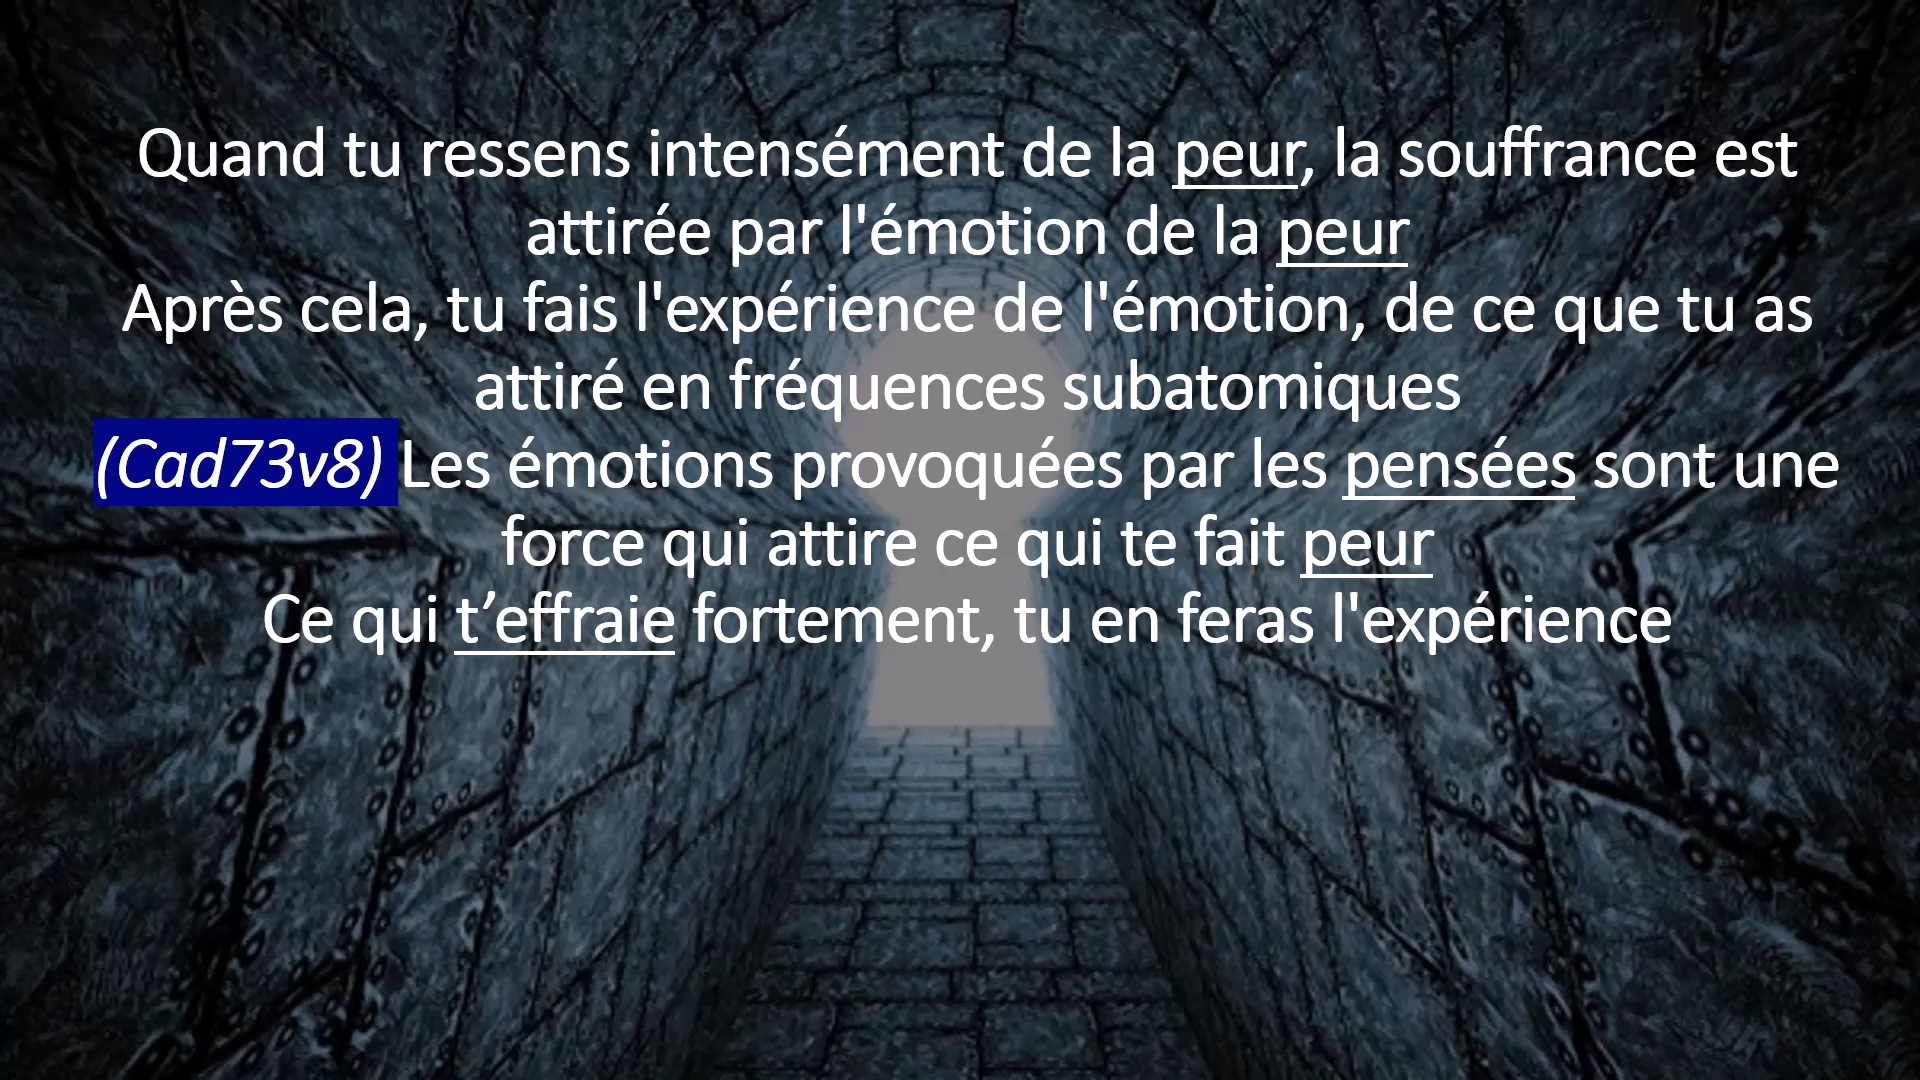 Quand tu ressens intensément de la peur, la souffrance est
attirée par l'émotion de la peur
Après cela, tu fais l'expérience de l'émotion, de ce que tu as
attiré en fréquences subatomiques
(Cad73v8) Les émotions provoquées par les pensées sont une
force qui attire ce qui te fait peur
Ce qui t’effraie fortement, tu en feras l'expérience